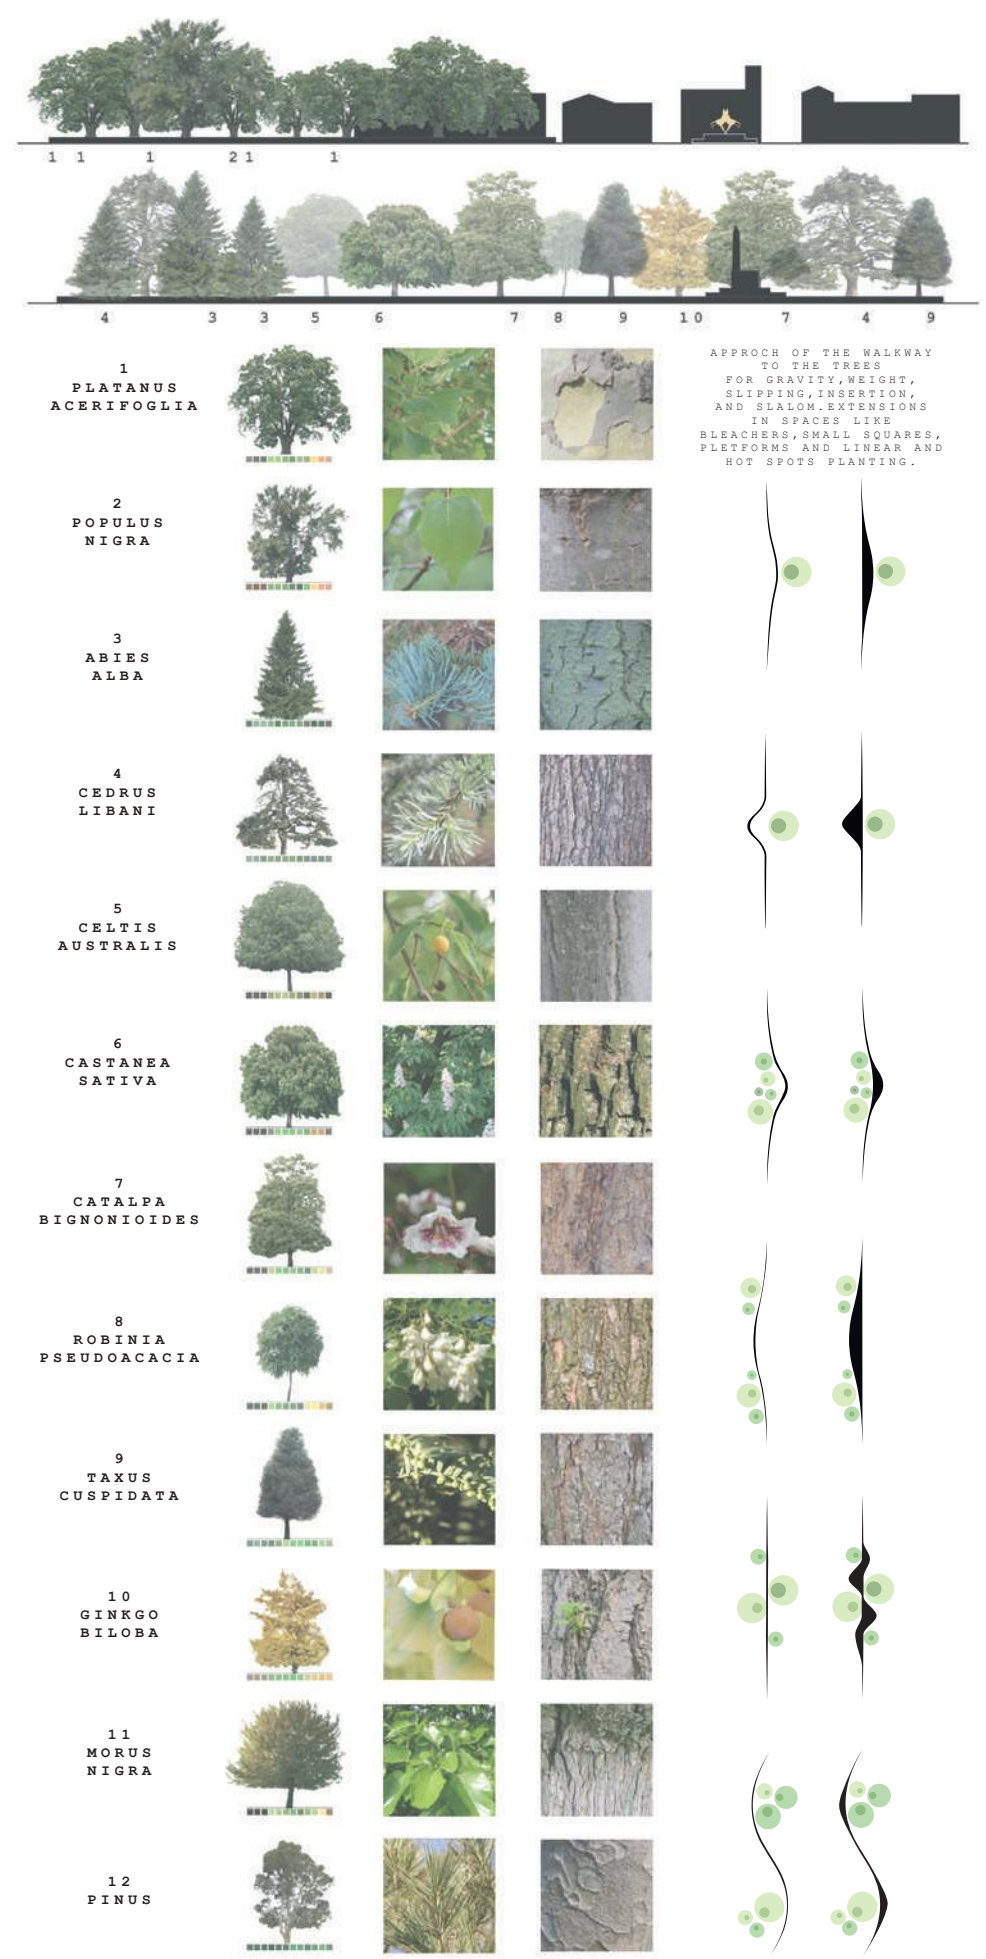 1 1 1 2 1 1
4 3 3 5 6 7 8 9 10 7 4 9
1
PLATANUS
ACERIFOGLIA
APPROCH OF THE WALKWAY
TO THE TREES
FOR GRAVITY,WEIGHT,
SLIPPING,INSERTION,
AND SLALOM.EXTENSIONS
IN SPACES LIKE
BLEACHERS,SMALL SQUARES,
PLETFORMS AND LINEAR AND
HOT SPOTS PLANTING.
2
POPULUS
NIGRA
3
ABIES
ALBA
4
CEDRUS
LIBANI
5
CELTIS
AUSTRALIS
6
CASTANEA
SATIVA
7
CATALPA
BIGNONIOIDES
8
ROBINIA
PSEUDOACACIA
9
TAXUS
CUSPIDATA
10
GINKGO
BILOBA
11
MORUS
NIGRA
12
PINUS